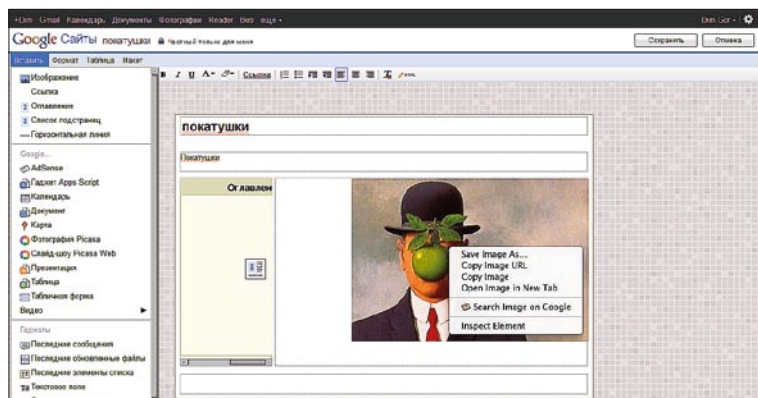 +Dim Gmail Календарь Документы Фотографии Reader Веб ещё
Dim Gor
Google Сайты покатушки Частный только для меня
Сохранить Отмена
Вставить Формат Таблица Макет
Изображение
Ссылка
Оглавление
Список подстраниц
Горизонтальная линия
Google...
AdSense
Гаджет Apps Script
Календарь
Документ
Карта
Фотография Picasa
Слайд-шоу Picasa Web
Презентация
Таблица
Табличная форма
Видео
Гаджеты
Последние сообщения
Последние обновленные файлы
Последние элементы списка
Текстовое поле
B I U A Ссылка HTML
покатушки
Покатушки
Оглавлен
Save Image As...
Copy Image URL
Copy Image
Open Image in New Tab
Search Image on Google
Inspect Element